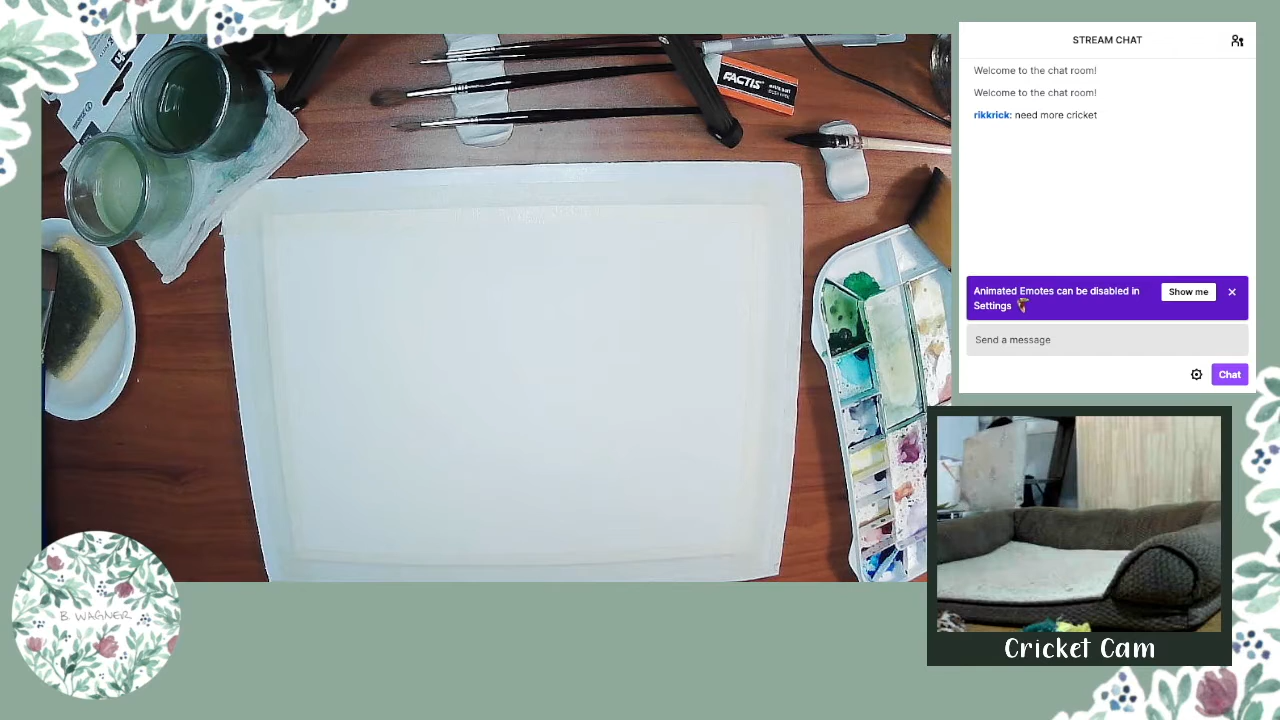 STREAM CHAT
Welcome to the chat room!
Welcome to the chat room!
rikkrick: need more cricket
Animated Emotes can be disabled in
Settings
Show me
Send a message
Chat
FACTIS
B. WAGNER
Cricket Cam